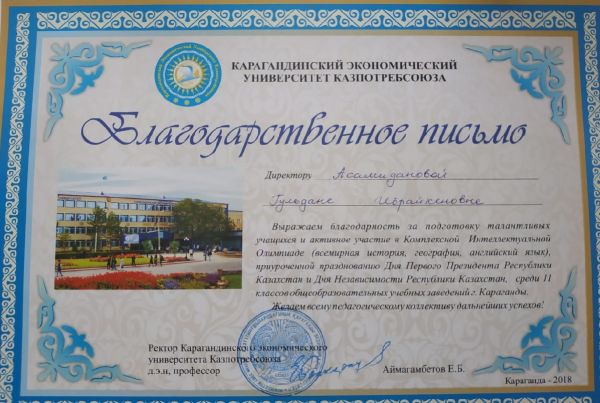 КАРАГАНДИНСКИЙ ЭКОНОМИЧЕСКИЙ
УНИВЕРСИТЕТ КАЗПОТРЕБСОЮЗА
Благодарственное письмо
Директору Асамидановой
Гульдане Ибрайкеновне
Выражаем благодарность за подготовку талантливых
учащихся и активное участие в Комплексной Интеллектуальной
Олимпиаде (всемирная история, география, английский язык),
приуроченной празднованию Дня Первого Президента Республики
Казахстан и Дня Независимости Республики Казахстан, среди 11
классов общеобразовательных учебных заведений г. Караганды.
Желаем всему педагогическому коллективу дальнейших успехов!
Ректор Карагандинского экономического
университета Казпотребсоюза
д.э.н, профессор Аймагамбетов Е.Б.
Караганда - 2018